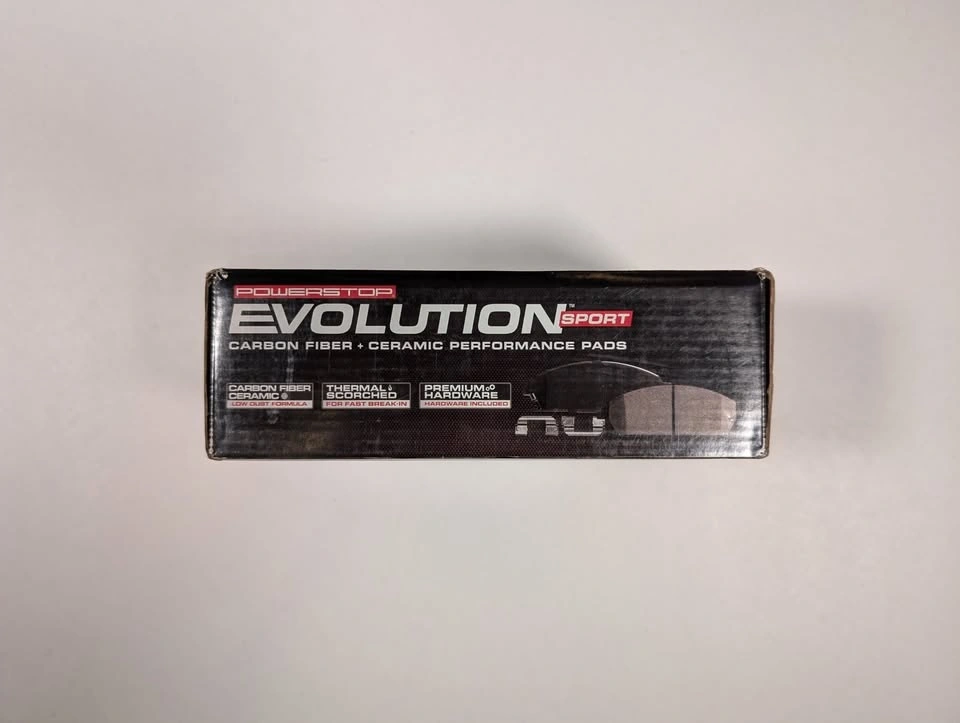 POWERSTOP
EVOLUTION™ SPORT
CARBON FIBER + CERAMIC PERFORMANCE PADS
CARBON FIBER CERAMIC
LOW DUST FORMULA
THERMAL SCORCHED
FOR FAST BREAK-IN
PREMIUM HARDWARE
HARDWARE INCLUDED